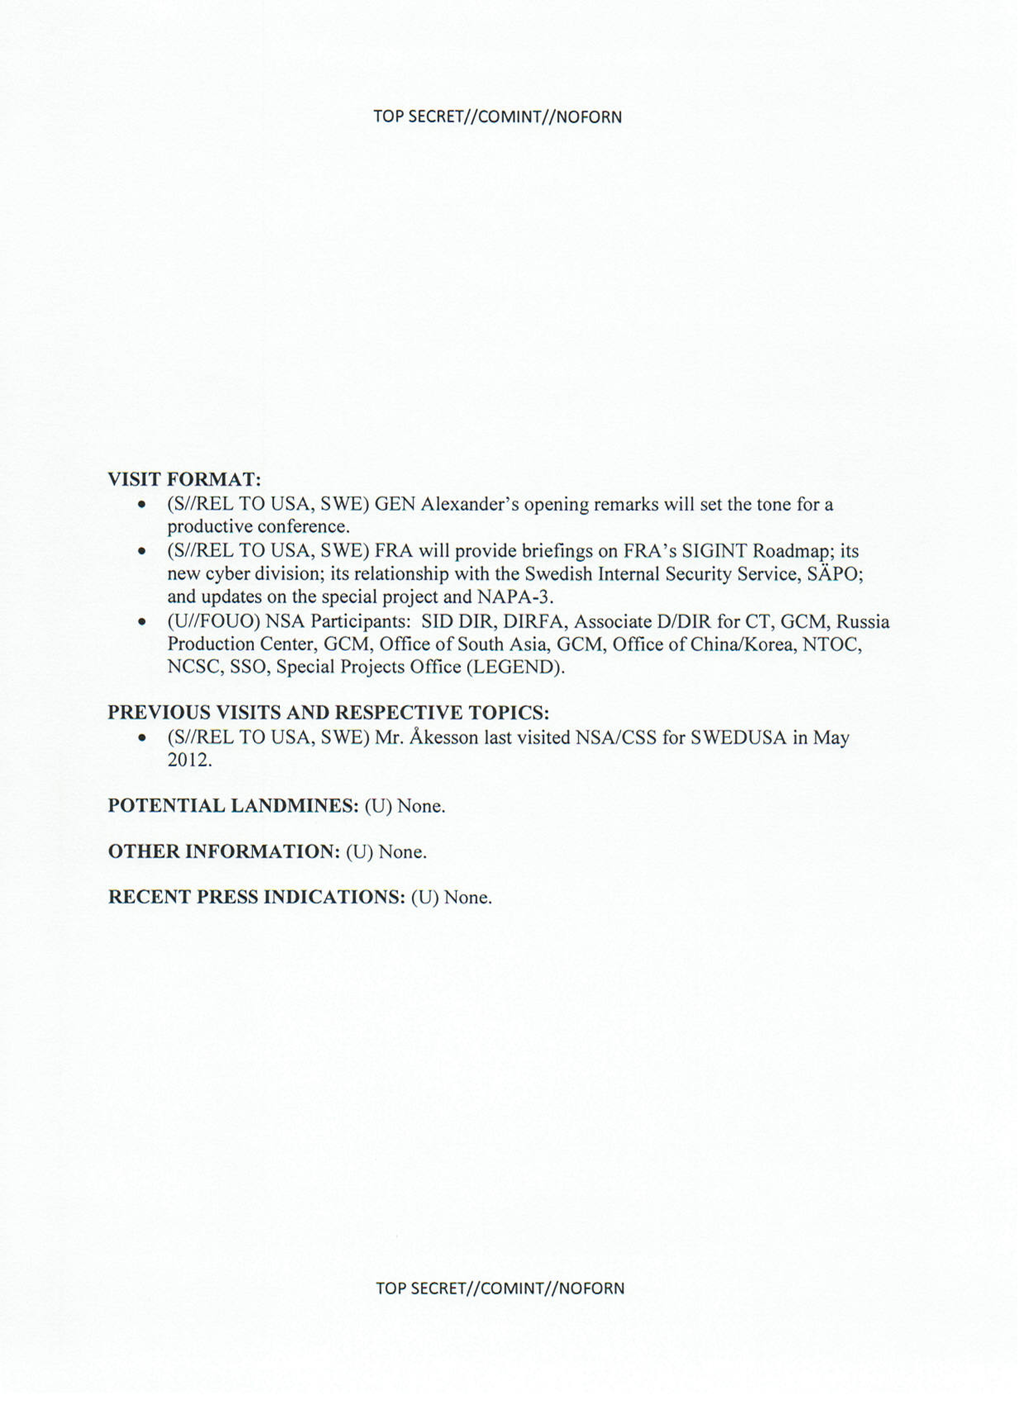 TOP SECRET//COMINT//NOFORN
VISIT FORMAT:
• (S//REL TO USA, SWE) GEN Alexander's opening remarks will set the tone for a
productive conference.
• (S//REL TO USA, SWE) FRA will provide briefings on FRA's SIGINT Roadmap; its
new cyber division; its relationship with the Swedish Internal Security Service, SÄPO;
and updates on the special project and NAPA-3.
• (U//FOUO) NSA Participants: SID DIR, DIRFA, Associate D/DIR for CT, GCM, Russia
Production Center, GCM, Office of South Asia, GCM, Office of China/Korea, NTOC,
NCSC, SSO, Special Projects Office (LEGEND).
PREVIOUS VISITS AND RESPECTIVE TOPICS:
• (S//REL TO USA, SWE) Mr. Åkesson last visited NSA/CSS for SWEDUSA in May
2012.
POTENTIAL LANDMINES: (U) None.
OTHER INFORMATION: (U) None.
RECENT PRESS INDICATIONS: (U) None.
TOP SECRET//COMINT//NOFORN